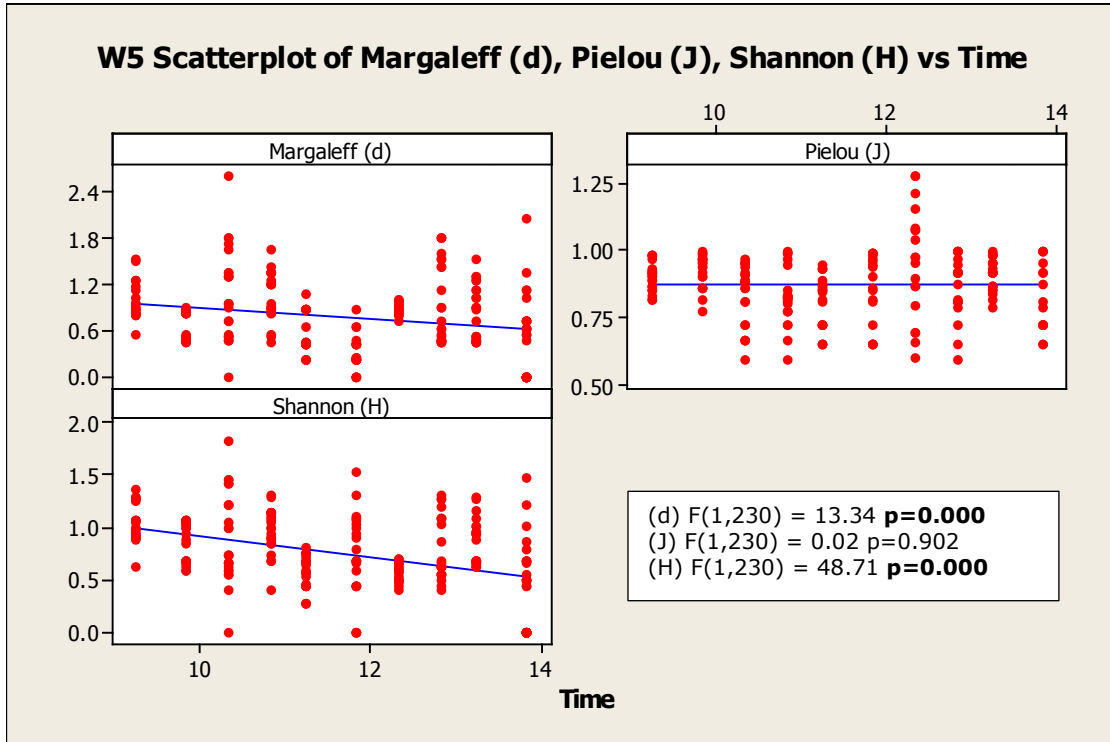 W5 Scatterplot of Margaleff (d), Pielou (J), Shannon (H) vs Time
10 12 14
Margaleff (d)
Pielou (J)
2.4
1.8
1.2
0.6
0.0
1.25
1.00
0.75
0.50
Shannon (H)
2.0
1.5
1.0
0.5
0.0
(d) F(1,230) = 13.34 p=0.000
(J) F(1,230) = 0.02 p=0.902
(H) F(1,230) = 48.71 p=0.000
10 12 14
Time